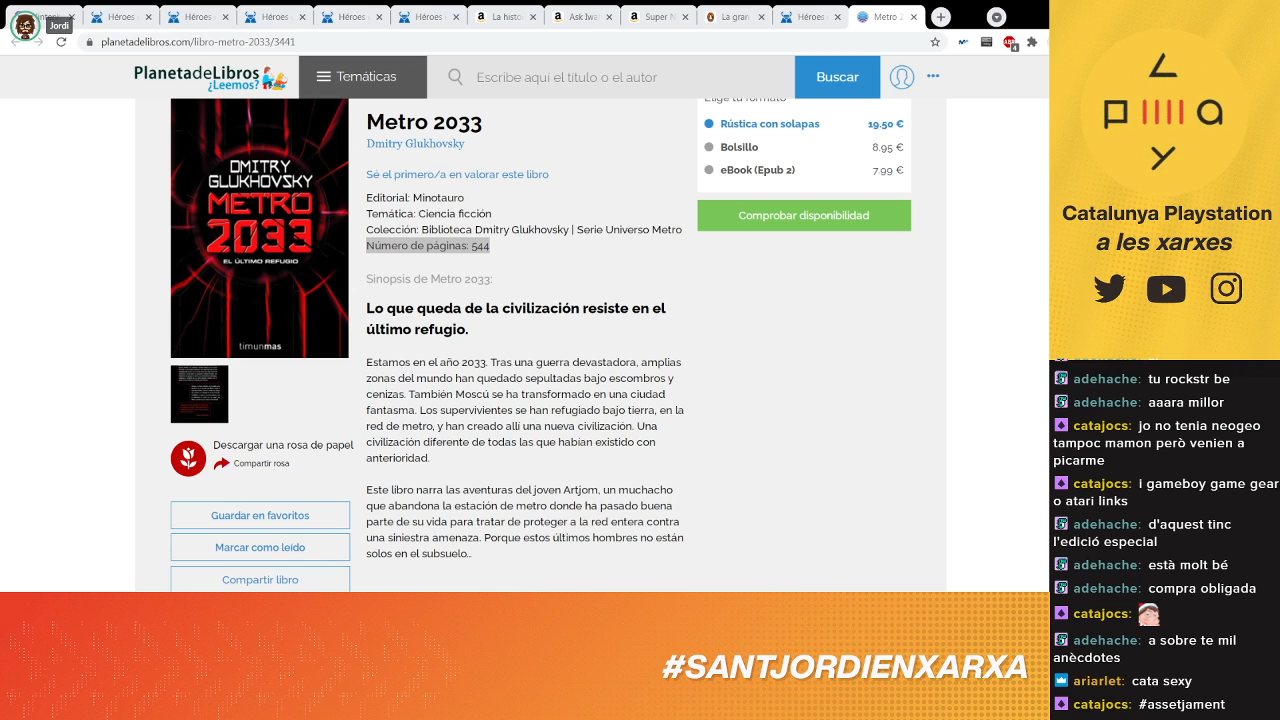 Jordi
Héroes
Héroes
Héroes
Héroes
Héroes
La histo
Ask Iwat
Super N
La gran
Héroes
Metro 2
planetadelibros.com/libro-metro-2033/3441
PlanetadeLibros
¿Leemos?
Temáticas
Escribe aquí el título o el autor
Buscar
DMITRY
GLUKHOVSKY
METRO
2033
EL ÚLTIMO REFUGIO
timunmas
Descargar una rosa de papel
Compartir rosa
Guardar en favoritos
Marcar como leído
Compartir libro
Metro 2033
Dmitry Glukhovsky
Sé el primero/a en valorar este libro
Editorial: Minotauro
Temática: Ciencia ficción
Colección: Biblioteca Dmitry Glukhovsky | Serie Universo Metro
Número de páginas: 544
Sinopsis de Metro 2033:
Lo que queda de la civilización resiste en el
último refugio.
Estamos en el año 2033. Tras una guerra devastadora, amplias
zonas del mundo han quedado sepultadas bajo escombros y
cenizas. También Moscú se ha transformado en una ciudad
fantasma. Los supervivientes se han refugiado bajo tierra, en la
red de metro, y han creado allí una nueva civilización. Una
civilización diferente de todas las que habían existido con
anterioridad.
Este libro narra las aventuras del joven Artjom, un muchacho
que abandona la estación de metro donde ha pasado buena
parte de su vida para tratar de proteger a la red entera contra
una siniestra amenaza. Porque estos últimos hombres no están
solos en el subsuelo...
Elige tu formato
Rústica con solapas 19.50 €
Bolsillo 8.95 €
eBook (Epub 2) 7.99 €
Comprobar disponibilidad
#SANTJORDIENXARXA
Catalunya Playstation
a les xarxes
adehache: tu rockstr be
adehache: aaara millor
catajocs: jo no tenia neogeo
tampoc mamon però venien a
picarme
catajocs: i gameboy game gear
o atari links
adehache: d'aquest tinc
l'edició especial
adehache: està molt bé
adehache: compra obligada
catajocs:
adehache: a sobre te mil
anècdotes
ariarlet: cata sexy
catajocs: #assetjament